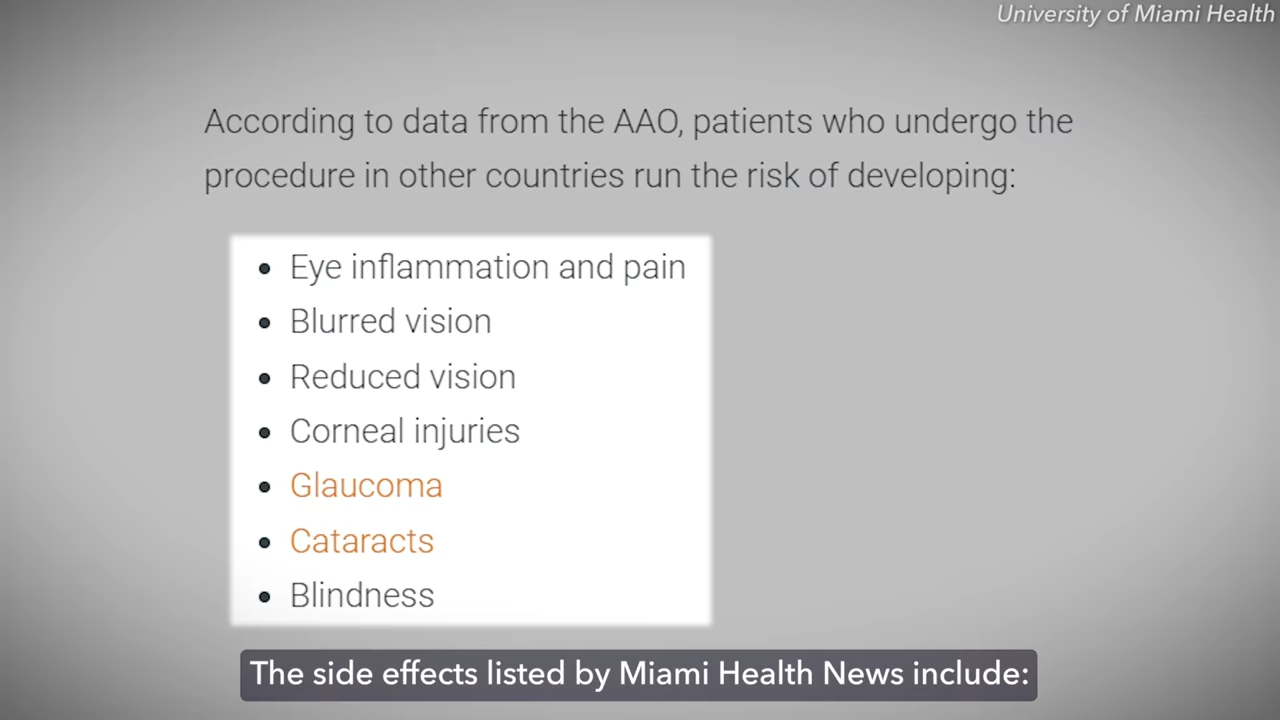 University of Miami Health
According to data from the AAO, patients who undergo the
procedure in other countries run the risk of developing:
• Eye inflammation and pain
• Blurred vision
• Reduced vision
• Corneal injuries
• Glaucoma
• Cataracts
• Blindness
The side effects listed by Miami Health News include: